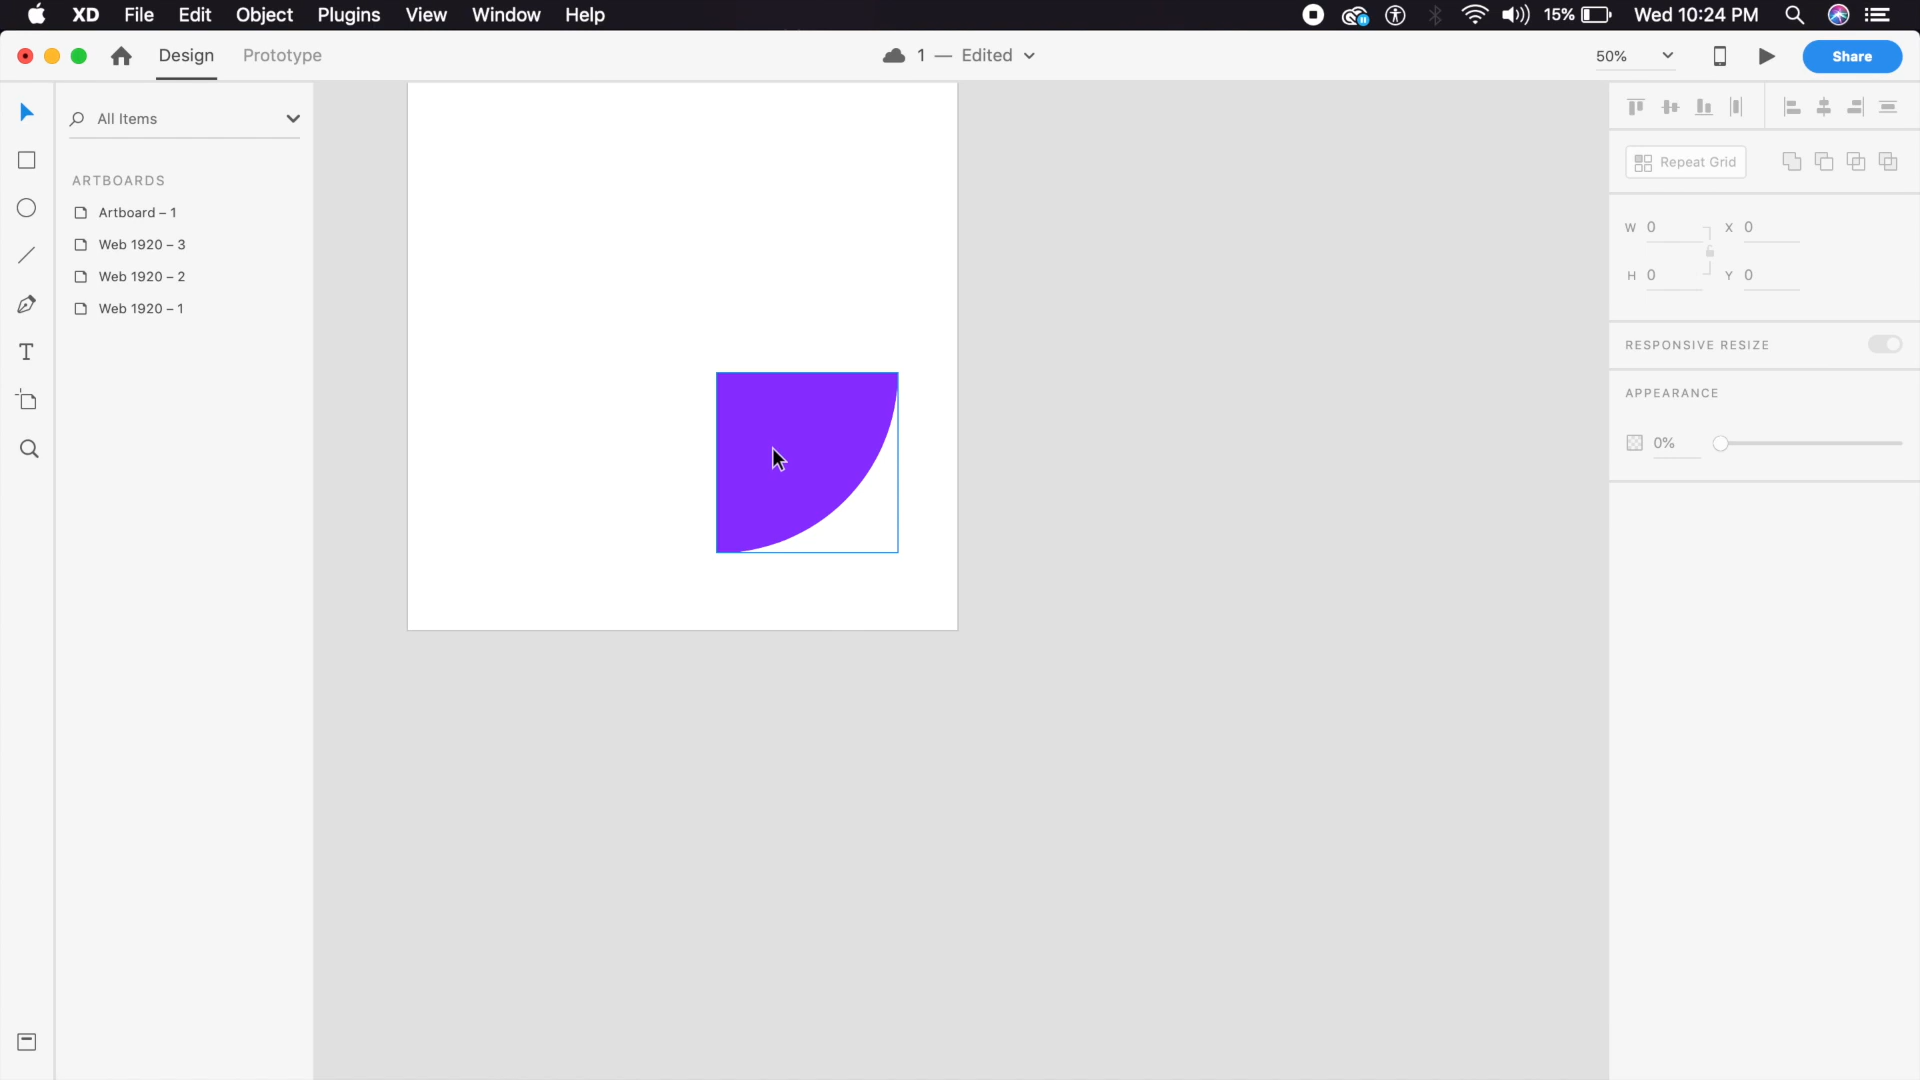 XD File Edit Object Plugins View Window Help 15% Wed 10:24 PM
Design Prototype 1 — Edited 50% Share
All Items
ARTBOARDS
Artboard – 1
Web 1920 – 3
Web 1920 – 2
Web 1920 – 1
T
Repeat Grid
W 0 X 0
H 0 Y 0
RESPONSIVE RESIZE
APPEARANCE
0%